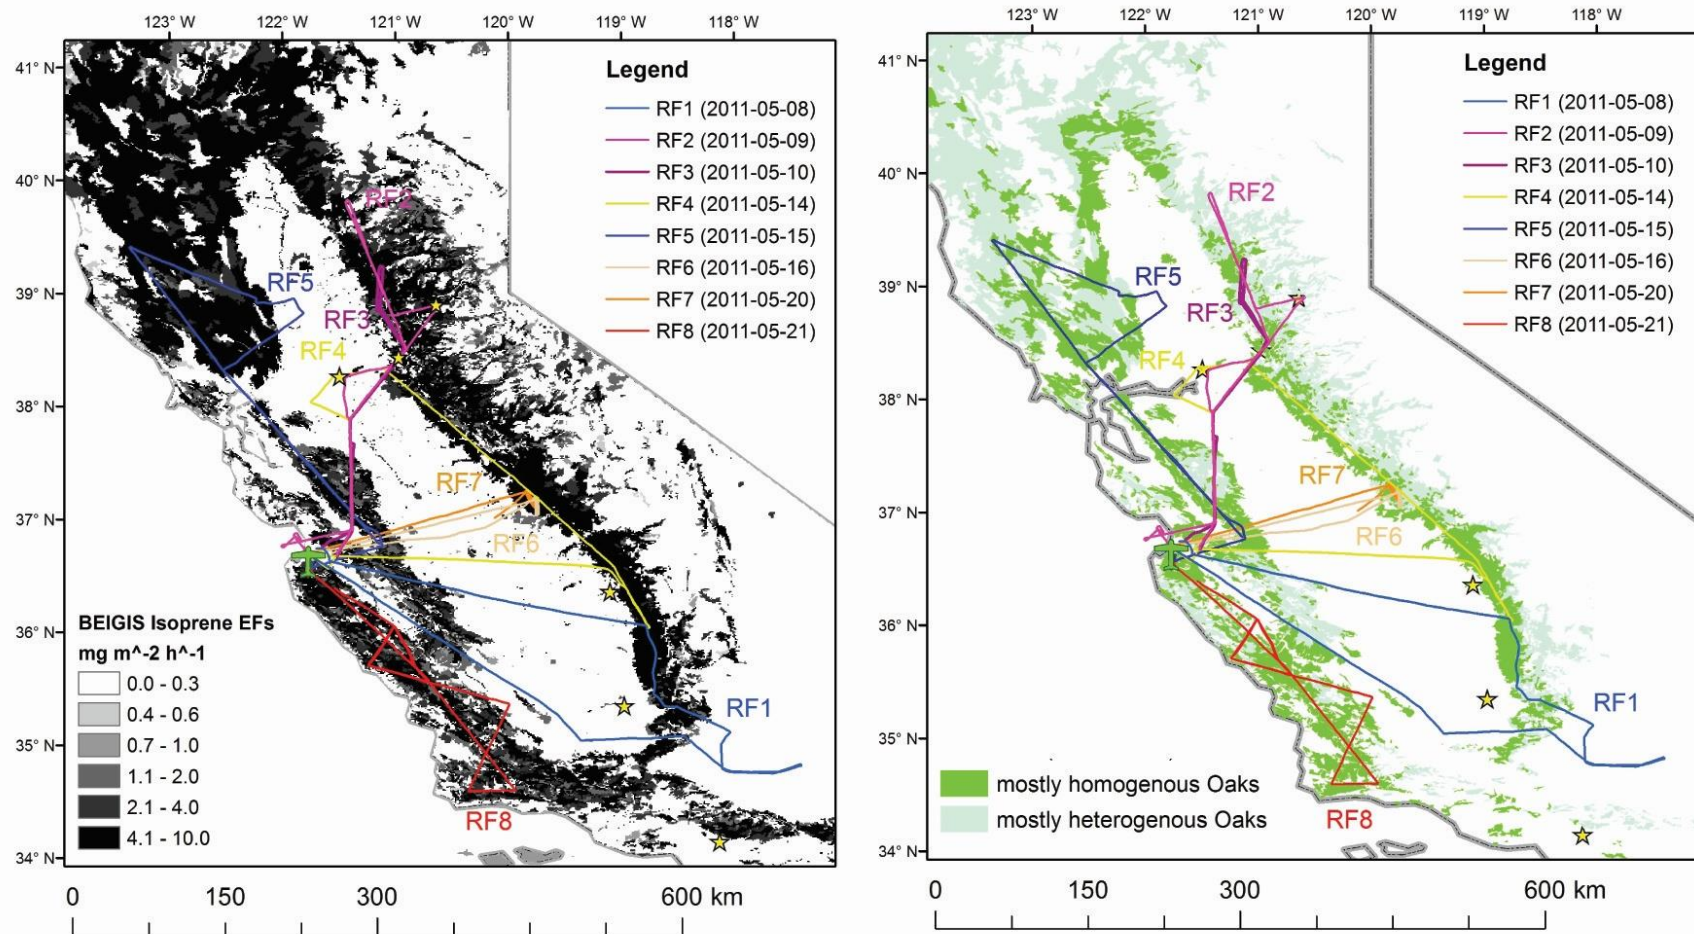 123° W 122° W 121° W 120° W 119° W 118° W
41° N
40° N
39° N
38° N
37° N
36° N
35° N
34° N
Legend
RF1 (2011-05-08)
RF2 (2011-05-09)
RF3 (2011-05-10)
RF4 (2011-05-14)
RF5 (2011-05-15)
RF6 (2011-05-16)
RF7 (2011-05-20)
RF8 (2011-05-21)
RF2
RF5
RF3
RF4
RF7
RF6
RF1
RF8
BEIGIS Isoprene EFs
mg m^-2 h^-1
0.0 - 0.3
0.4 - 0.6
0.7 - 1.0
1.1 - 2.0
2.1 - 4.0
4.1 - 10.0
0 150 300 600 km
123° W 122° W 121° W 120° W 119° W 118° W
41° N
40° N
39° N
38° N
37° N
36° N
35° N
34° N
Legend
RF1 (2011-05-08)
RF2 (2011-05-09)
RF3 (2011-05-10)
RF4 (2011-05-14)
RF5 (2011-05-15)
RF6 (2011-05-16)
RF7 (2011-05-20)
RF8 (2011-05-21)
RF2
RF5
RF3
RF4
RF7
RF6
RF1
RF8
mostly homogenous Oaks
mostly heterogenous Oaks
0 150 300 600 km